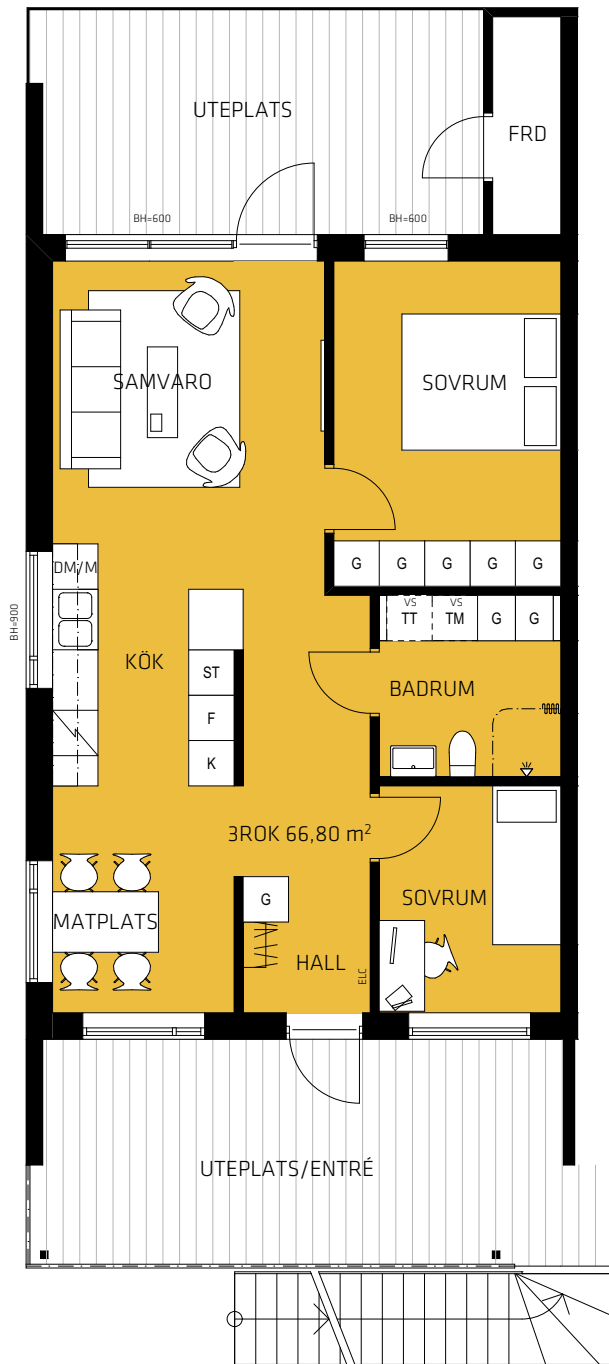 UTEPLATS
FRD
BH=600
BH=600
SAMVARO
SOVRUM
DM/M
G G G G G
VS VS
TT TM G G
BH=900
KÖK
ST
F
K
BADRUM
3ROK 66,80 m²
G
SOVRUM
MATPLATS
HALL
ELC
UTEPLATS/ENTRÉ